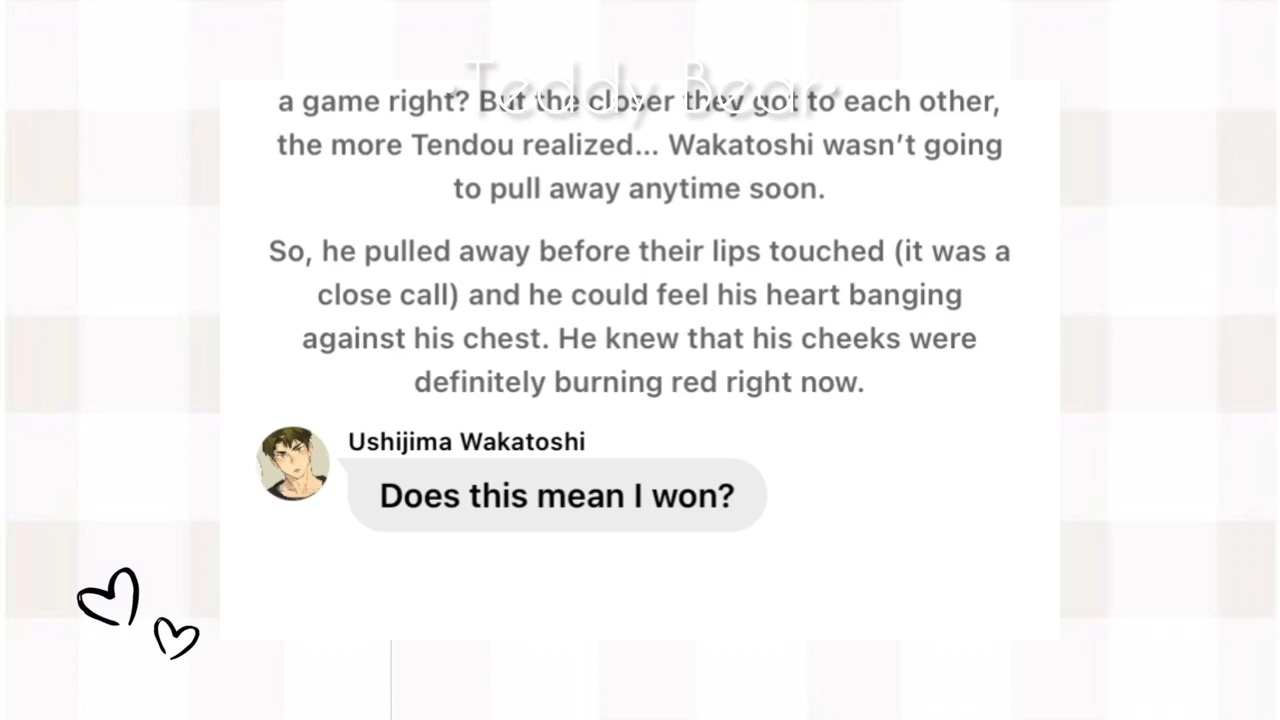 Teddy Bear
a game right? But the closer they got to each other,
the more Tendou realized... Wakatoshi wasn’t going
to pull away anytime soon.
So, he pulled away before their lips touched (it was a
close call) and he could feel his heart banging
against his chest. He knew that his cheeks were
definitely burning red right now.
Ushijima Wakatoshi
Does this mean I won?